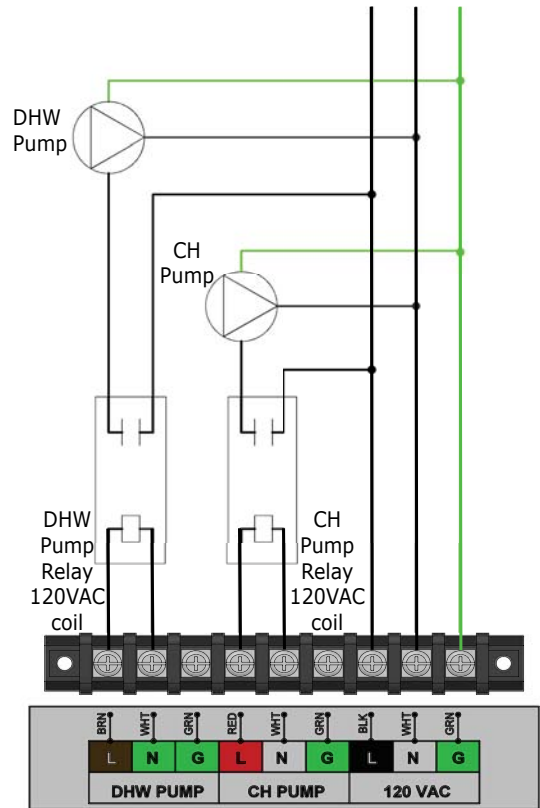 DHW
Pump
CH
Pump
DHW
Pump
Relay
120VAC
coil
CH
Pump
Relay
120VAC
coil
BRN WHT GRN RED WHT GRN BLK WHT GRN
L N G L N G L N G
DHW PUMP CH PUMP 120 VAC